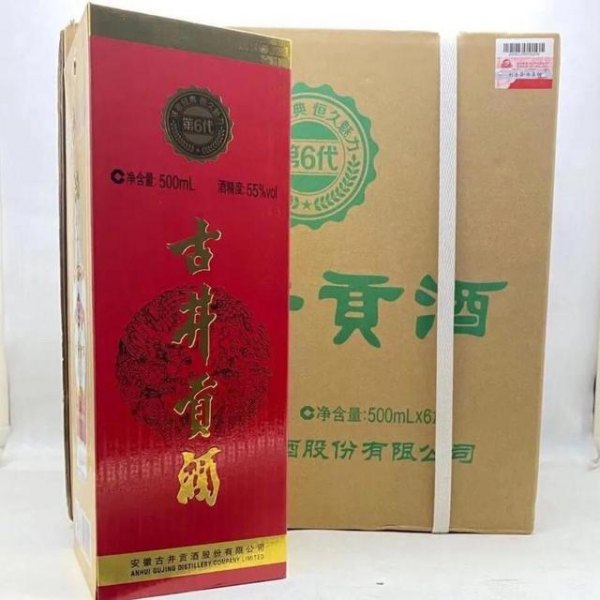 第6代
净含量:500mL 酒精度:55%vol
古井贡酒
安徽古井贡酒股份有限公司
ANHUI GUJING DISTILLERY COMPANY LIMITED
典 恒久魅力
第6代
贡酒
净含量:500mLx6
酒股份有限公司